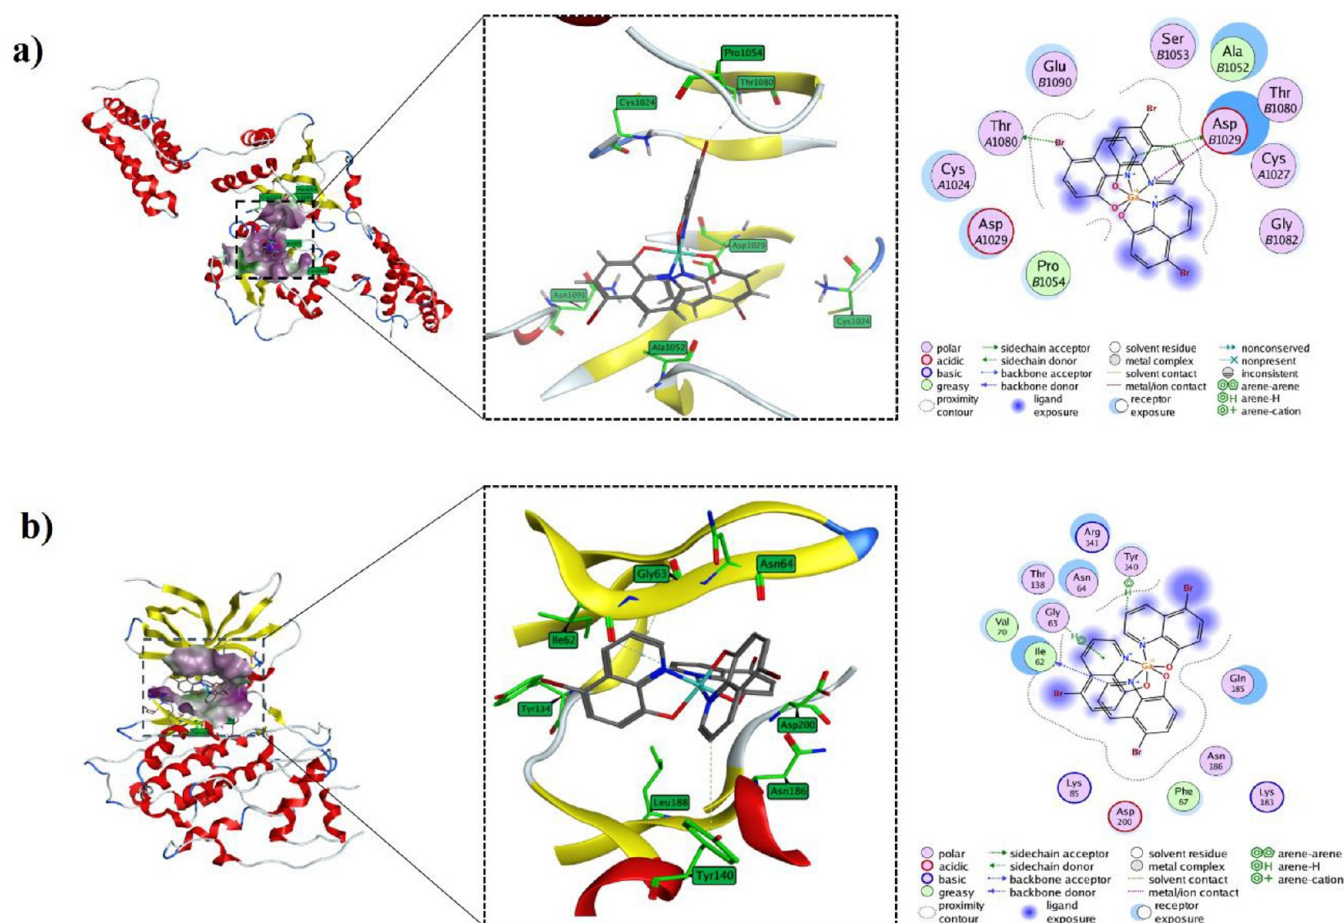 a)
Pro1054
Thr1080
Cys1024
Asp1029
Asn1091
Cys1024
Ala1052
Ser
B1053
Ala
B1052
Glu
B1090
Thr
B1080
Br
Thr
A1080
Br
Asp
B1029
Cys
A1024
Cys
A1027
Asp
A1029
Gly
B1082
Pro
B1054
Br
polar
acidic
basic
greasy
proximity
contour
sidechain acceptor
sidechain donor
backbone acceptor
backbone donor
ligand
exposure
solvent residue
metal complex
solvent contact
metal/ion contact
receptor
exposure
nonconserved
nonpresent
inconsistent
arene-arene
arene-H
arene-cation
b)
Gly63
Asn64
Ile62
Tyr134
Asp200
Asn186
Leu188
Tyr140
Arg
141
Tyr
140
Thr
138
Asn
64
H
Br
Gly
63
Val
70
H
Ile
62
Br
Gln
185
Br
Asn
186
Lys
85
Phe
67
Lys
183
Asp
200
polar
acidic
basic
greasy
proximity
contour
sidechain acceptor
sidechain donor
backbone acceptor
backbone donor
ligand
exposure
solvent residue
metal complex
solvent contact
metal/ion contact
receptor
exposure
arene-arene
arene-H
arene-cation